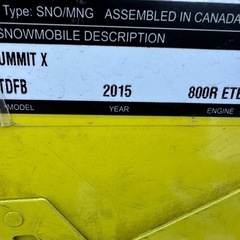 Type: SNO/MNG ASSEMBLED IN CANADA
SNOWMOBILE DESCRIPTION
UMMIT X
TDFB 2015 800R ETE
MODEL YEAR ENGINE